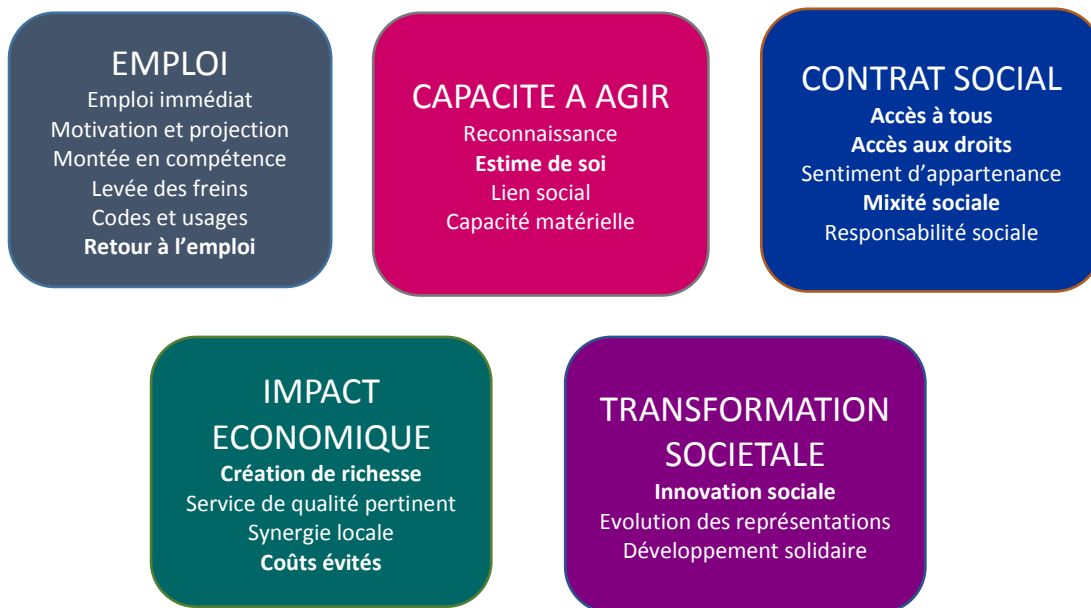 EMPLOI
Emploi immédiat
Motivation et projection
Montée en compétence
Levée des freins
Codes et usages
Retour à l’emploi
CAPACITE A AGIR
Reconnaissance
Estime de soi
Lien social
Capacité matérielle
CONTRAT SOCIAL
Accès à tous
Accès aux droits
Sentiment d’appartenance
Mixité sociale
Responsabilité sociale
IMPACT
ECONOMIQUE
Création de richesse
Service de qualité pertinent
Synergie locale
Coûts évités
TRANSFORMATION
SOCIETALE
Innovation sociale
Evolution des représentations
Développement solidaire